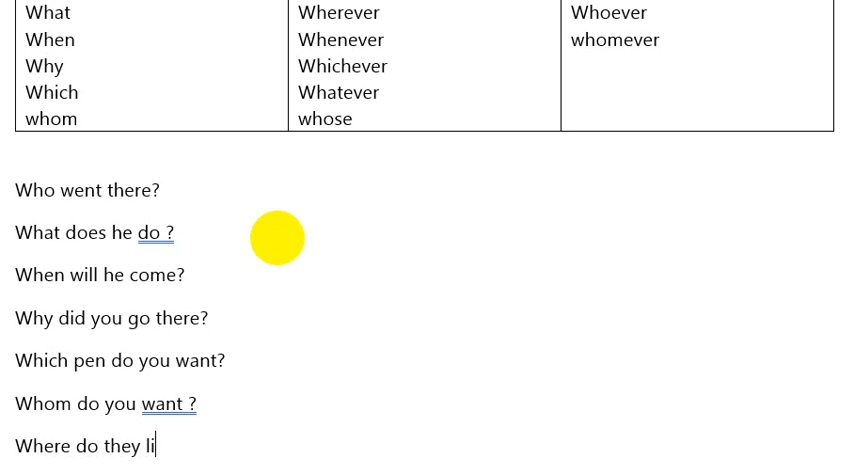 What Wherever Whoever
When Whenever whomever
Why Whichever
Which Whatever
whom whose
Who went there?
What does he do ?
When will he come?
Why did you go there?
Which pen do you want?
Whom do you want ?
Where do they li